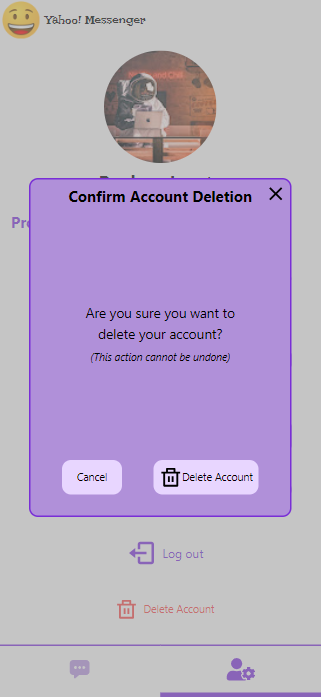 Yahoo! Messenger
Confirm Account Deletion
Are you sure you want to
delete your account?
(This action cannot be undone)
Cancel
Delete Account
Log out
Delete Account